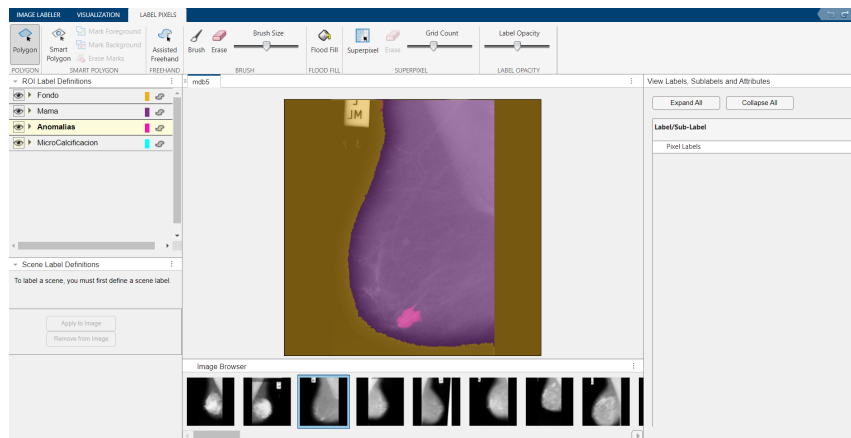 IMAGE LABELER VISUALIZATION LABEL PIXELS
Polygon
Smart Polygon
Mark Foreground
Mark Background
Erase Marks
Assisted Freehand
Brush
Erase
Brush Size
Flood Fill
Superpixel
Erase
Grid Count
Label Opacity
POLYGON SMART POLYGON FREEHAND BRUSH FLOOD FILL SUPERPIXEL LABEL OPACITY
ROI Label Definitions
Fondo
Mama
Anomalias
MicroCalcificacion
Scene Label Definitions
To label a scene, you must first define a scene label.
Apply to Image
Remove from Image
mdb5
JM
Image Browser
View Labels, Sublabels and Attributes
Expand All Collapse All
Label/Sub-Label
Pixel Labels